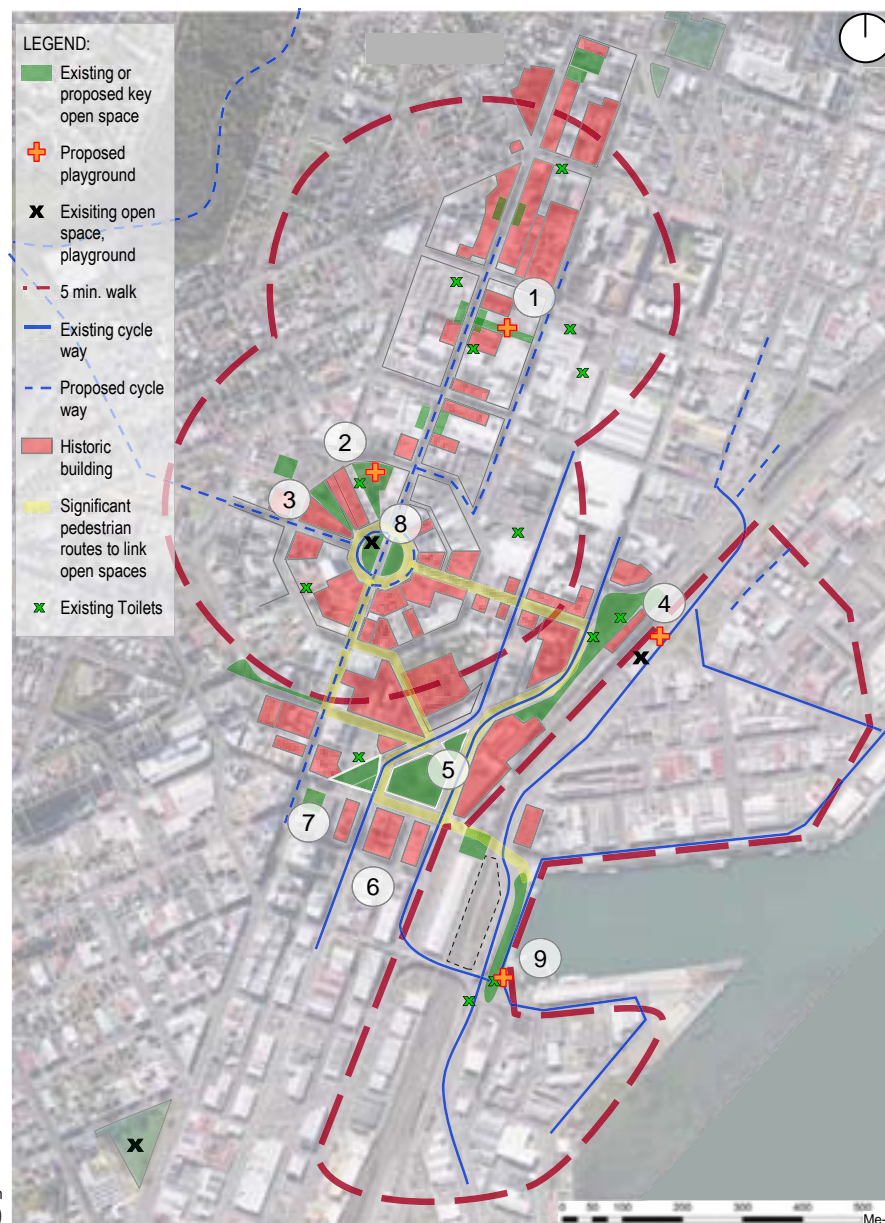 LEGEND:
Existing or
proposed key
open space
Proposed
playground
Exisiting open
space,
playground
5 min. walk
Existing cycle
way
Proposed cycle
way
Historic
building
Significant
pedestrian
routes to link
open spaces
Existing Toilets
1
2
3
8
4
5
7
6
9
n
)
0 50 100 200 300 400 500
Me-